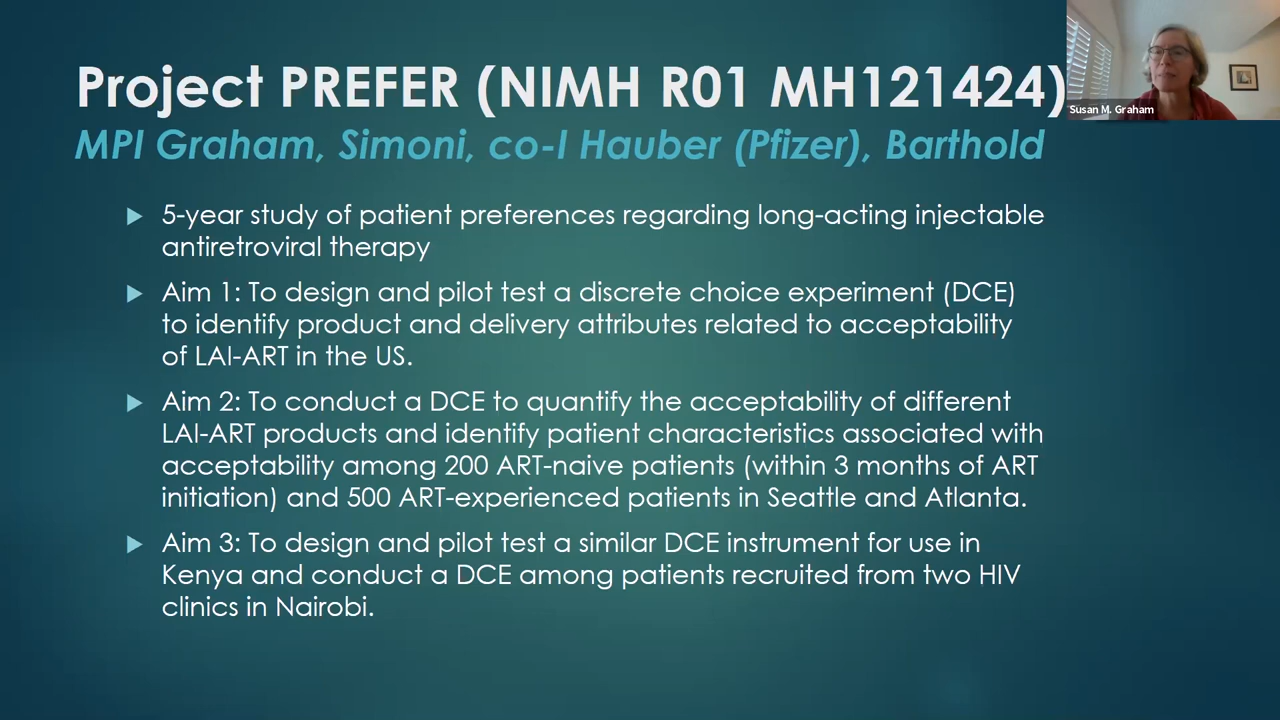 Project PREFER (NIMH R01 MH121424)
Susan M. Graham
MPI Graham, Simoni, co-I Hauber (Pfizer), Barthold
5-year study of patient preferences regarding long-acting injectable
antiretroviral therapy
Aim 1: To design and pilot test a discrete choice experiment (DCE)
to identify product and delivery attributes related to acceptability
of LAI-ART in the US.
Aim 2: To conduct a DCE to quantify the acceptability of different
LAI-ART products and identify patient characteristics associated with
acceptability among 200 ART-naive patients (within 3 months of ART
initiation) and 500 ART-experienced patients in Seattle and Atlanta.
Aim 3: To design and pilot test a similar DCE instrument for use in
Kenya and conduct a DCE among patients recruited from two HIV
clinics in Nairobi.